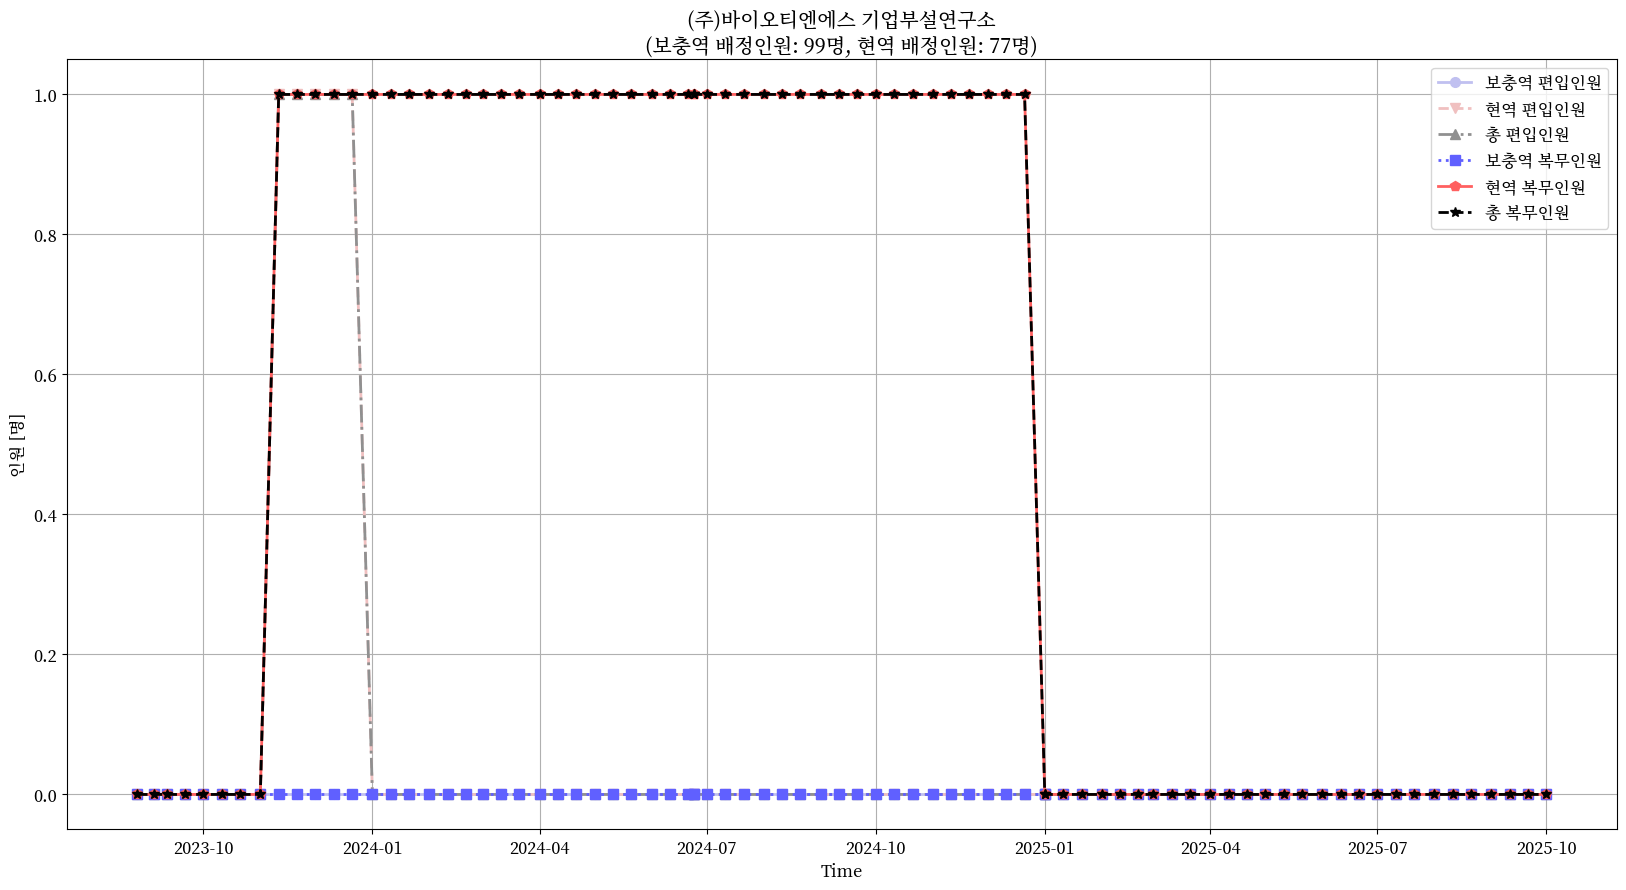 (주)바이오티엔에스 기업부설연구소
(보충역 배정인원: 99명, 현역 배정인원: 77명)
보충역 편입인원
현역 편입인원
총 편입인원
보충역 복무인원
현역 복무인원
총 복무인원
인원 [명]
1.0
0.8
0.6
0.4
0.2
0.0
2023-10
2024-01
2024-04
2024-07
2024-10
2025-01
2025-04
2025-07
2025-10
Time